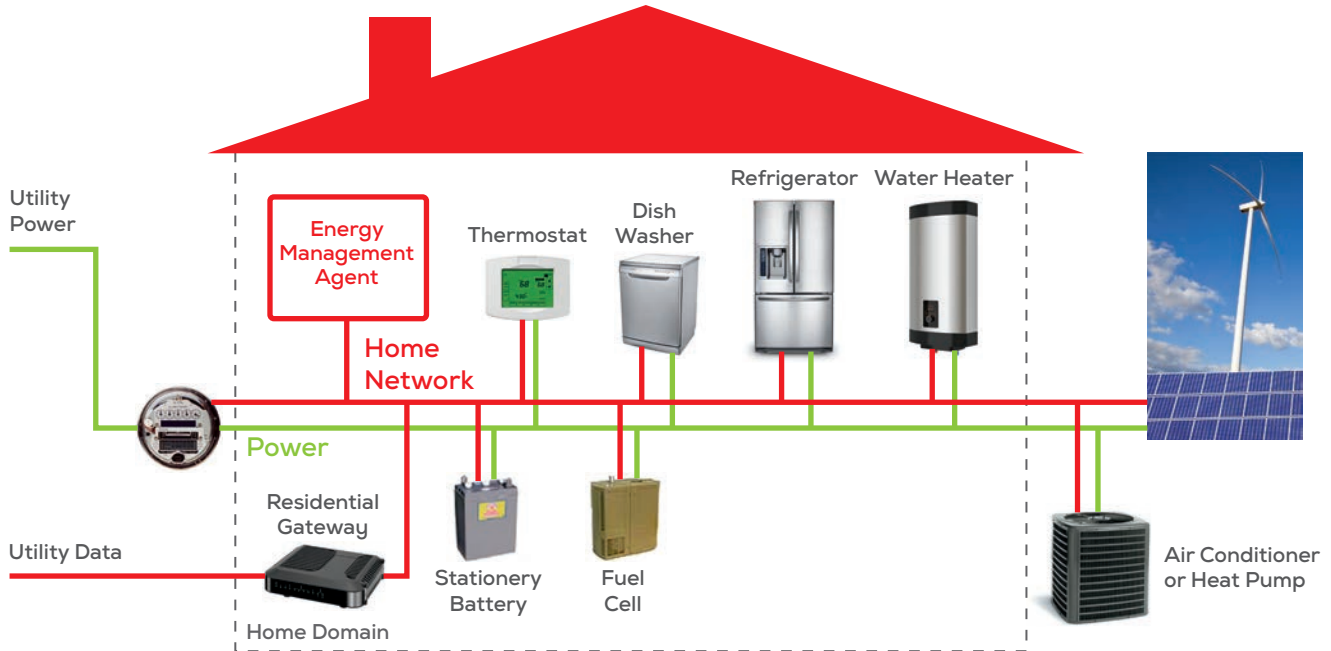 Utility
Power
Energy
Management
Agent
Thermostat
Dish
Washer
Refrigerator
Water Heater
Home
Network
Power
Residential
Gateway
Utility Data
Stationery
Battery
Fuel
Cell
Air Conditioner
or Heat Pump
Home Domain